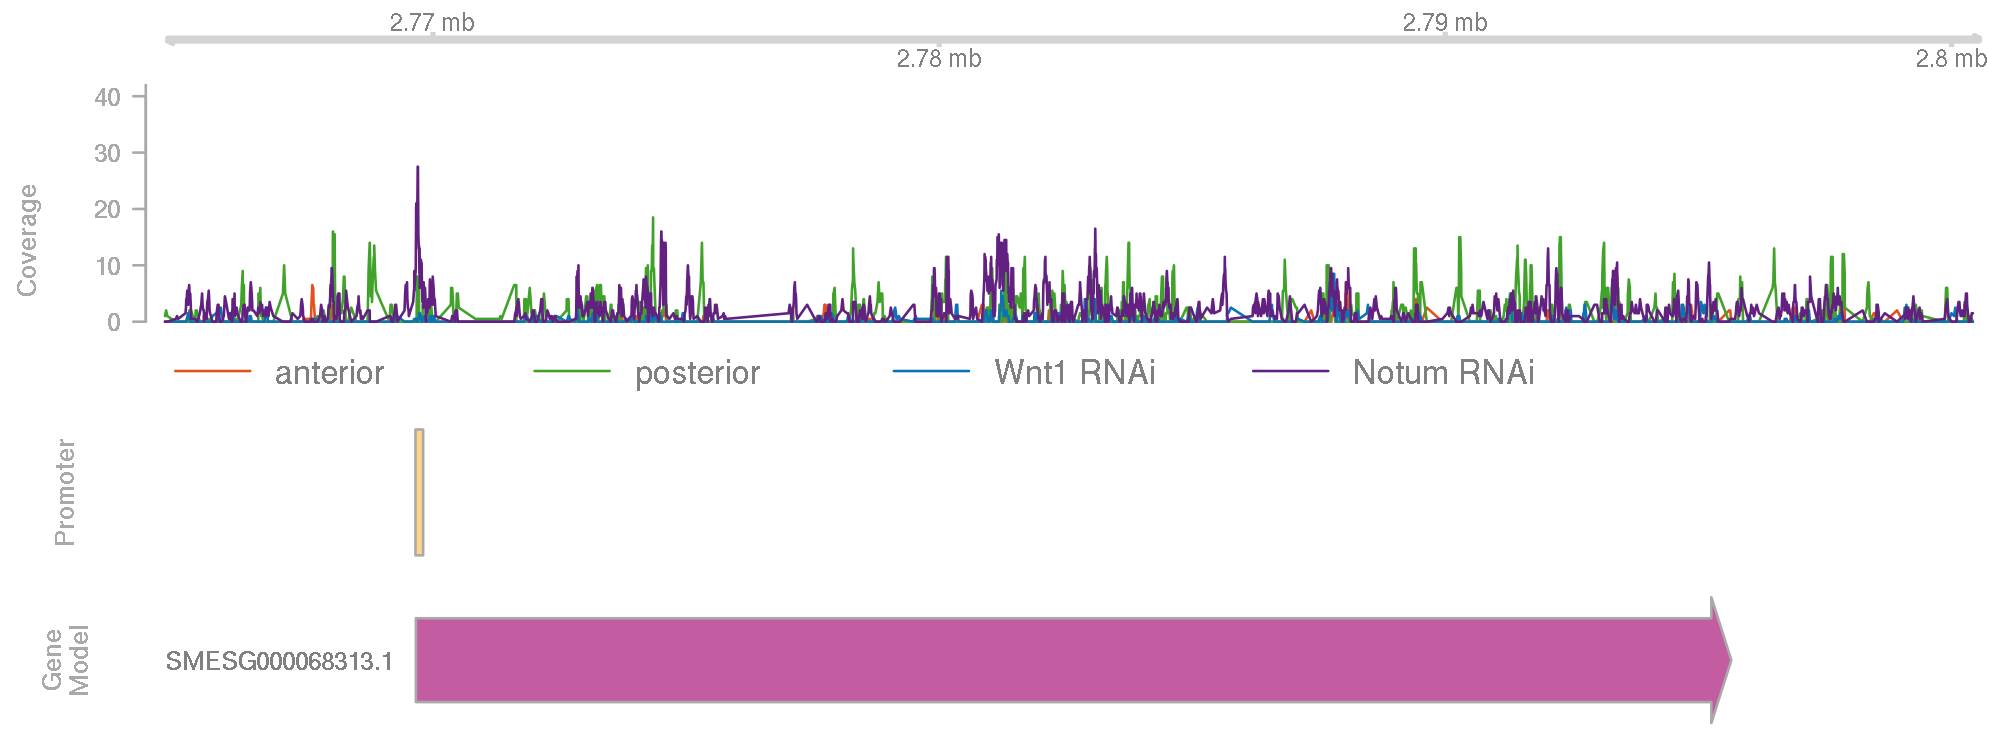 2.77 mb
2.79 mb
2.78 mb
2.8 mb
Coverage
40
30
20
10
0
anterior
posterior
Wnt1 RNAi
Notum RNAi
Promoter
Gene
Model
SMESG000068313.1